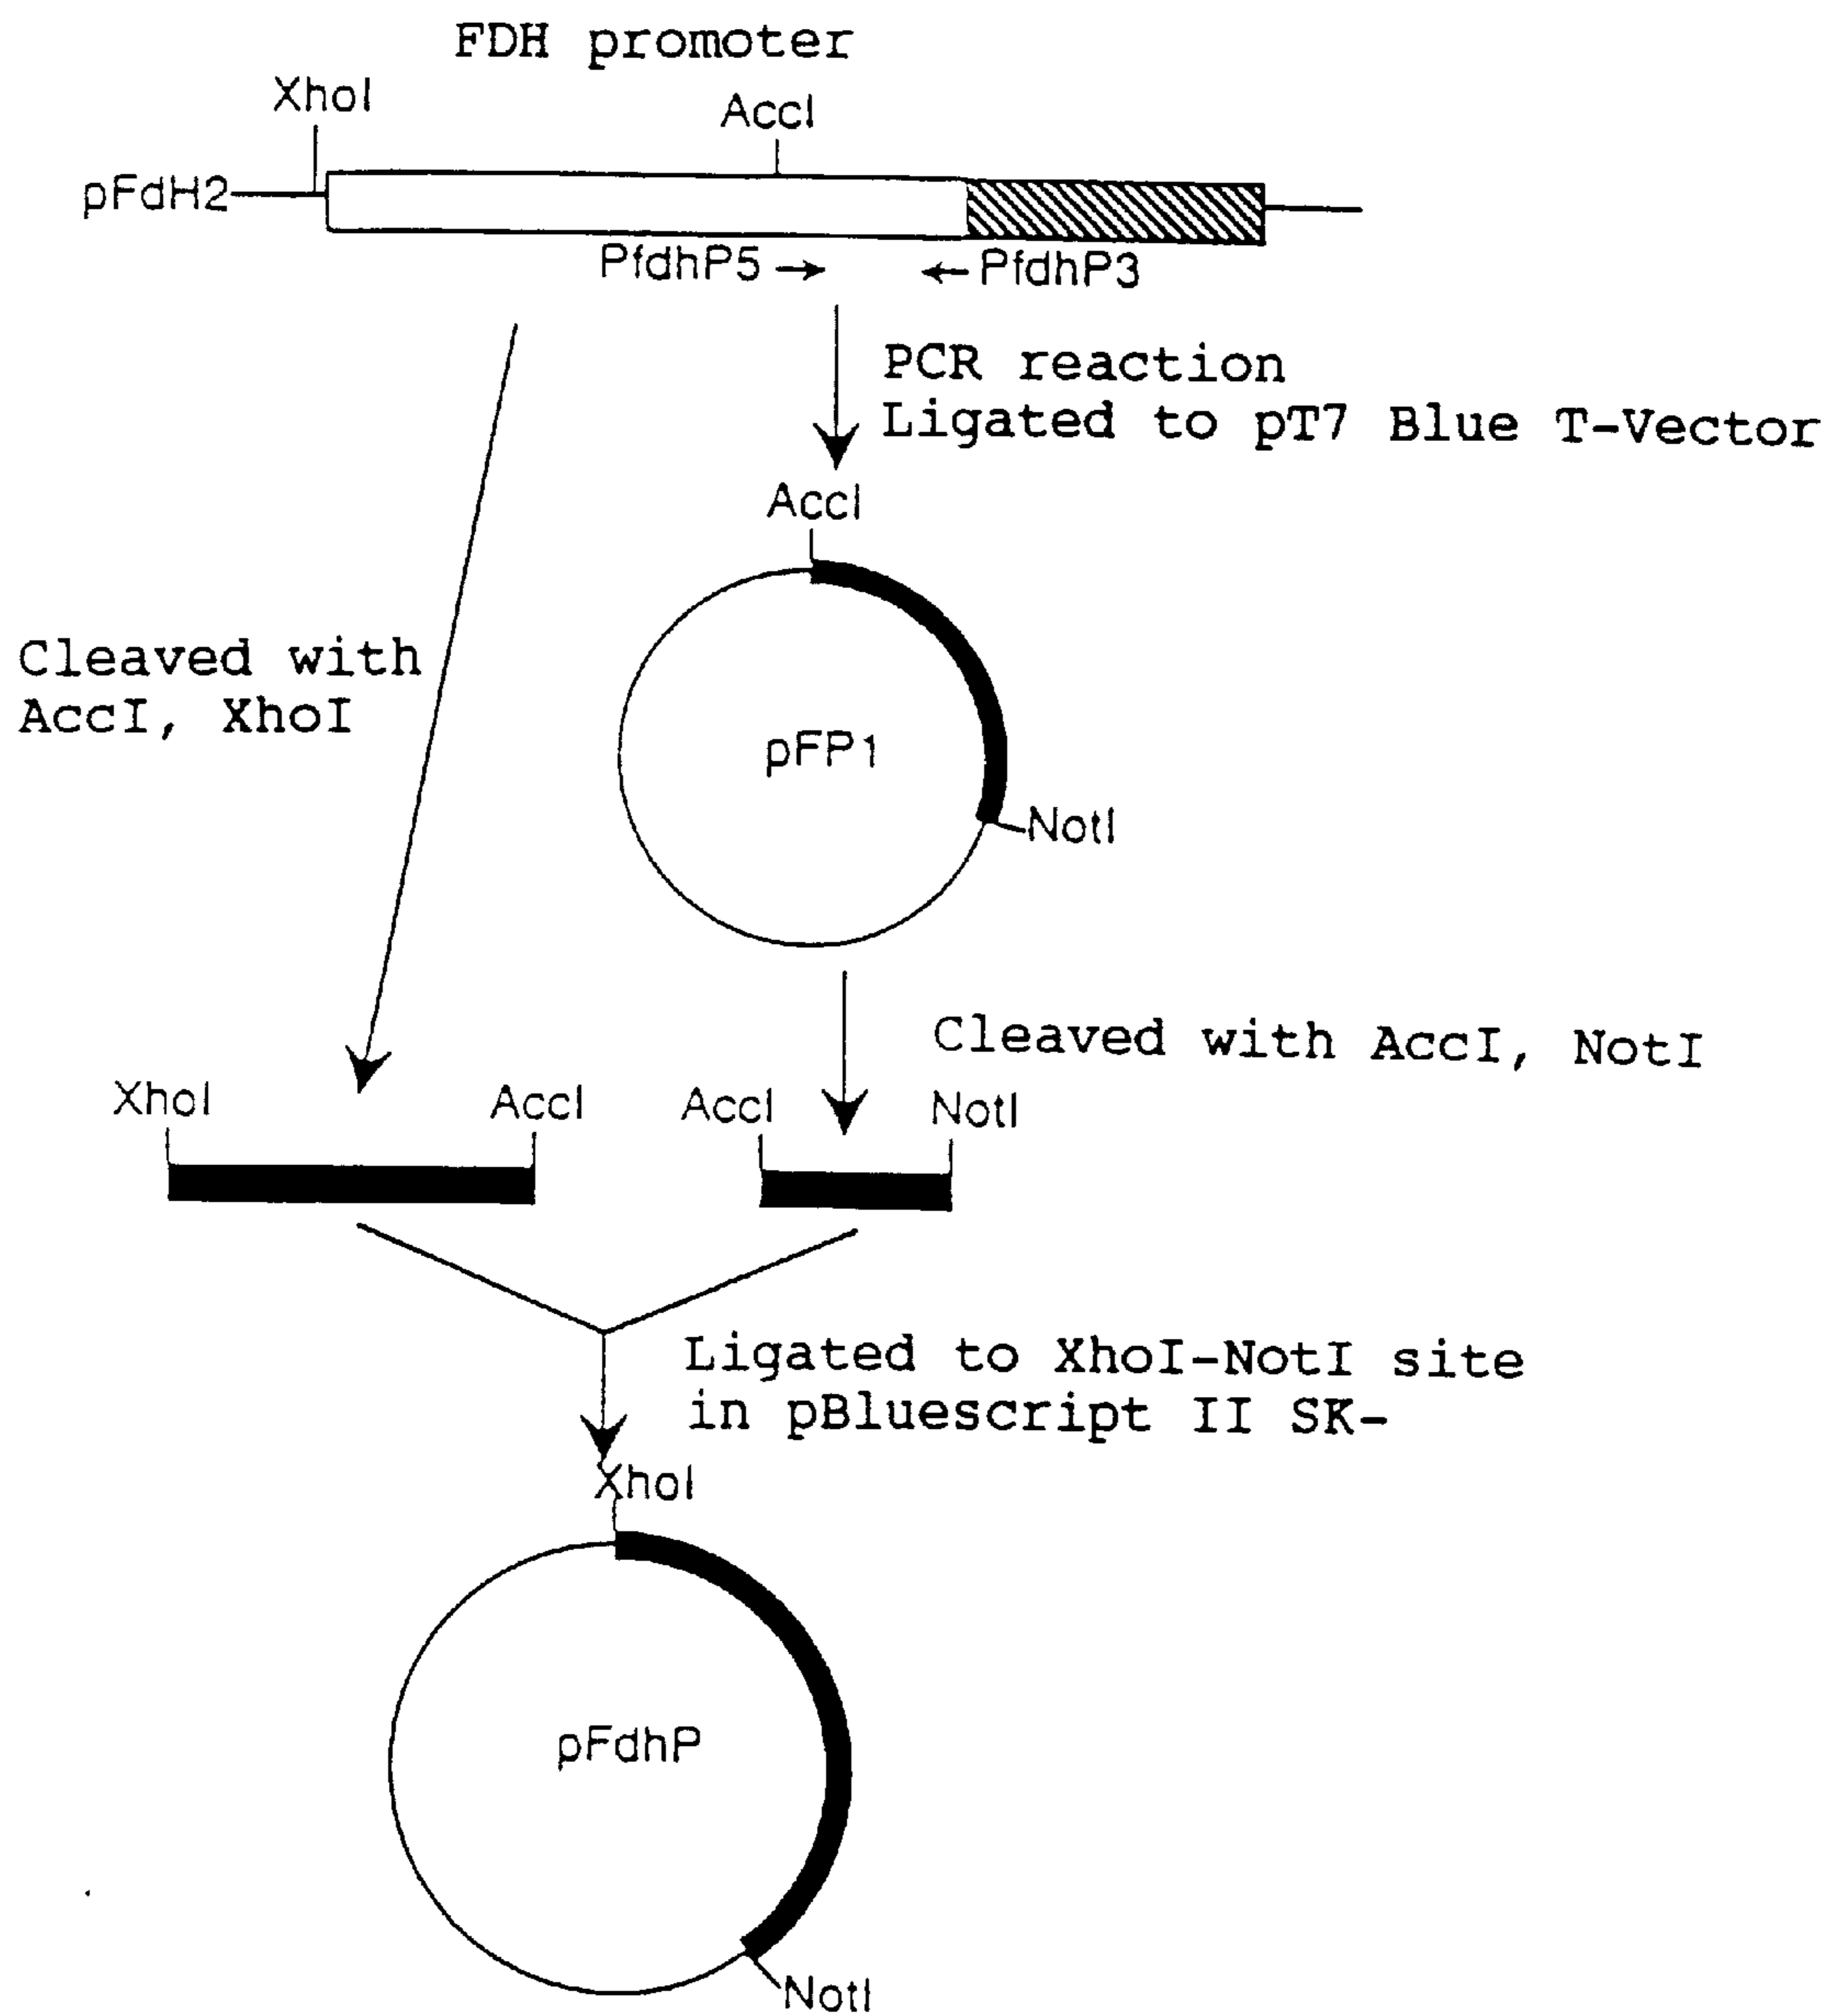 FDH promoter
XhoI
AccI
pFdH2
PfdhP5
PfdhP3
PCR reaction
Ligated to pT7 Blue T-Vector
AccI
Cleaved with
AccI, XhoI
pFP1
NotI
Cleaved with AccI, NotI
XhoI
AccI
AccI
NotI
Ligated to XhoI-NotI site
in pBluescript II SK-
XhoI
pFdhP
NotI